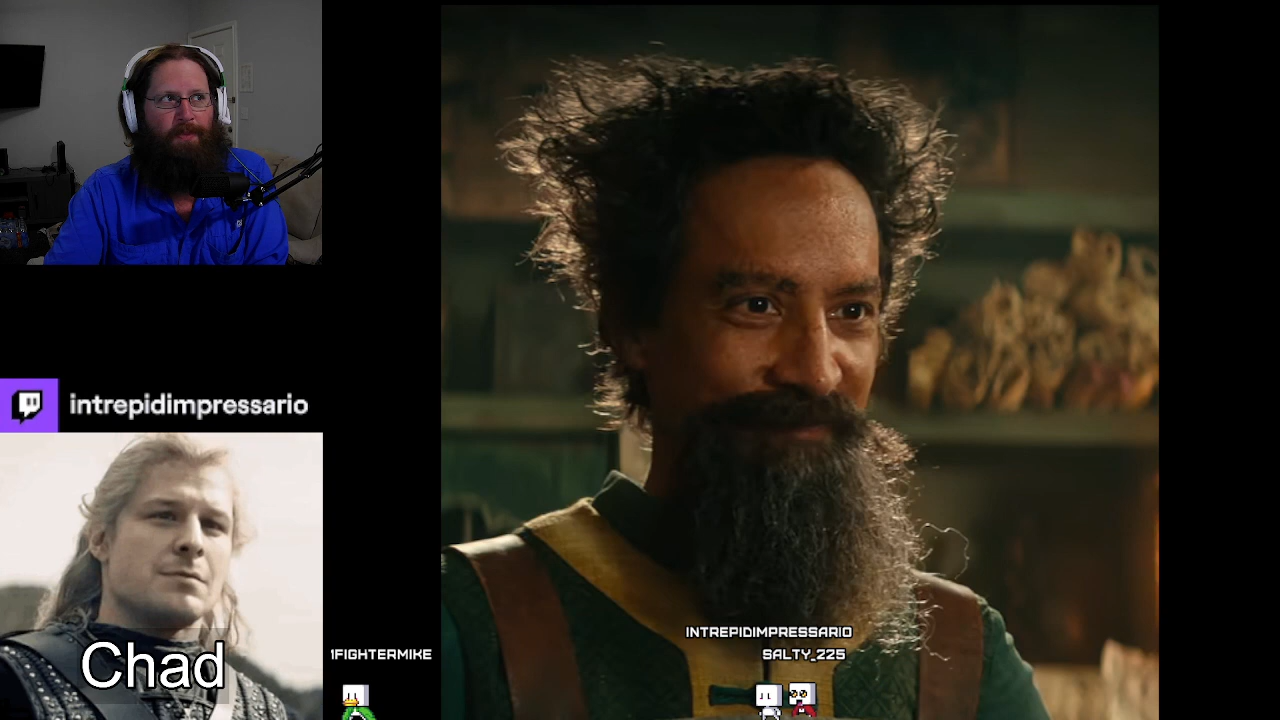 intrepidimpressario
Chad
INTREPIDIMPRESSARIO
1FIGHTERMIKE
SALTY_225